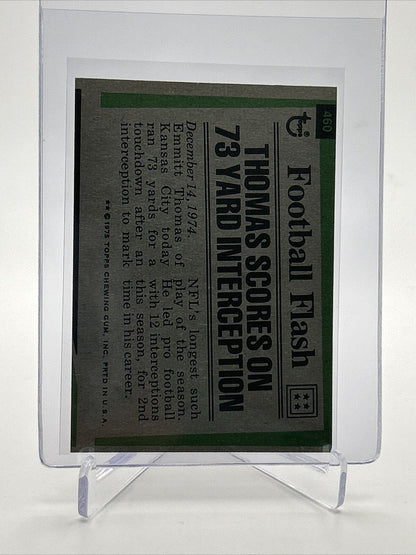 460
topps
Football Flash
THOMAS SCORES ON
73 YARD INTERCEPTION
December 14, 1974.
Emmitt Thomas of
Kansas City today
ran 73 yards for a
touchdown after an
interception to mark
NFL's longest such
play of the season.
He led pro football
with 12 interceptions
this season, for 2nd
time in his career.
** © 1975 TOPPS CHEWING GUM, INC. PRTD IN U.S.A.